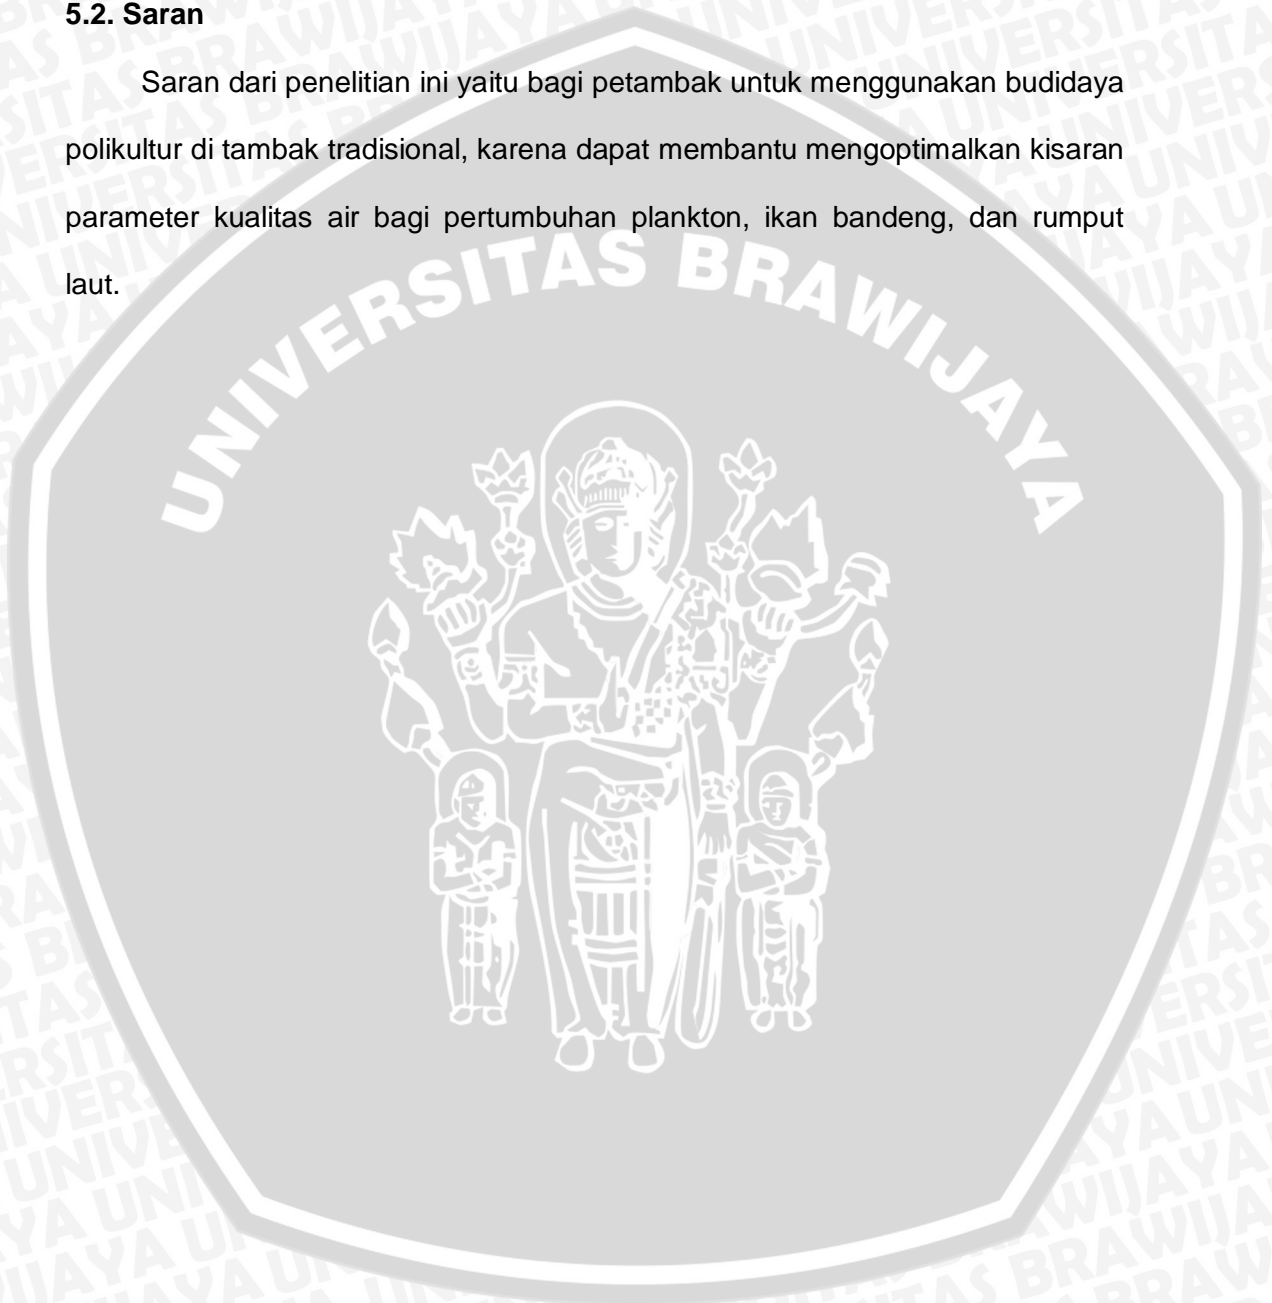 5.2. Saran
Saran dari penelitian ini yaitu bagi petambak untuk menggunakan budidaya
polikultur di tambak tradisional, karena dapat membantu mengoptimalkan kisaran
parameter kualitas air bagi pertumbuhan plankton, ikan bandeng, dan rumput
laut.
UNIVERSITAS BRAWIJAYA